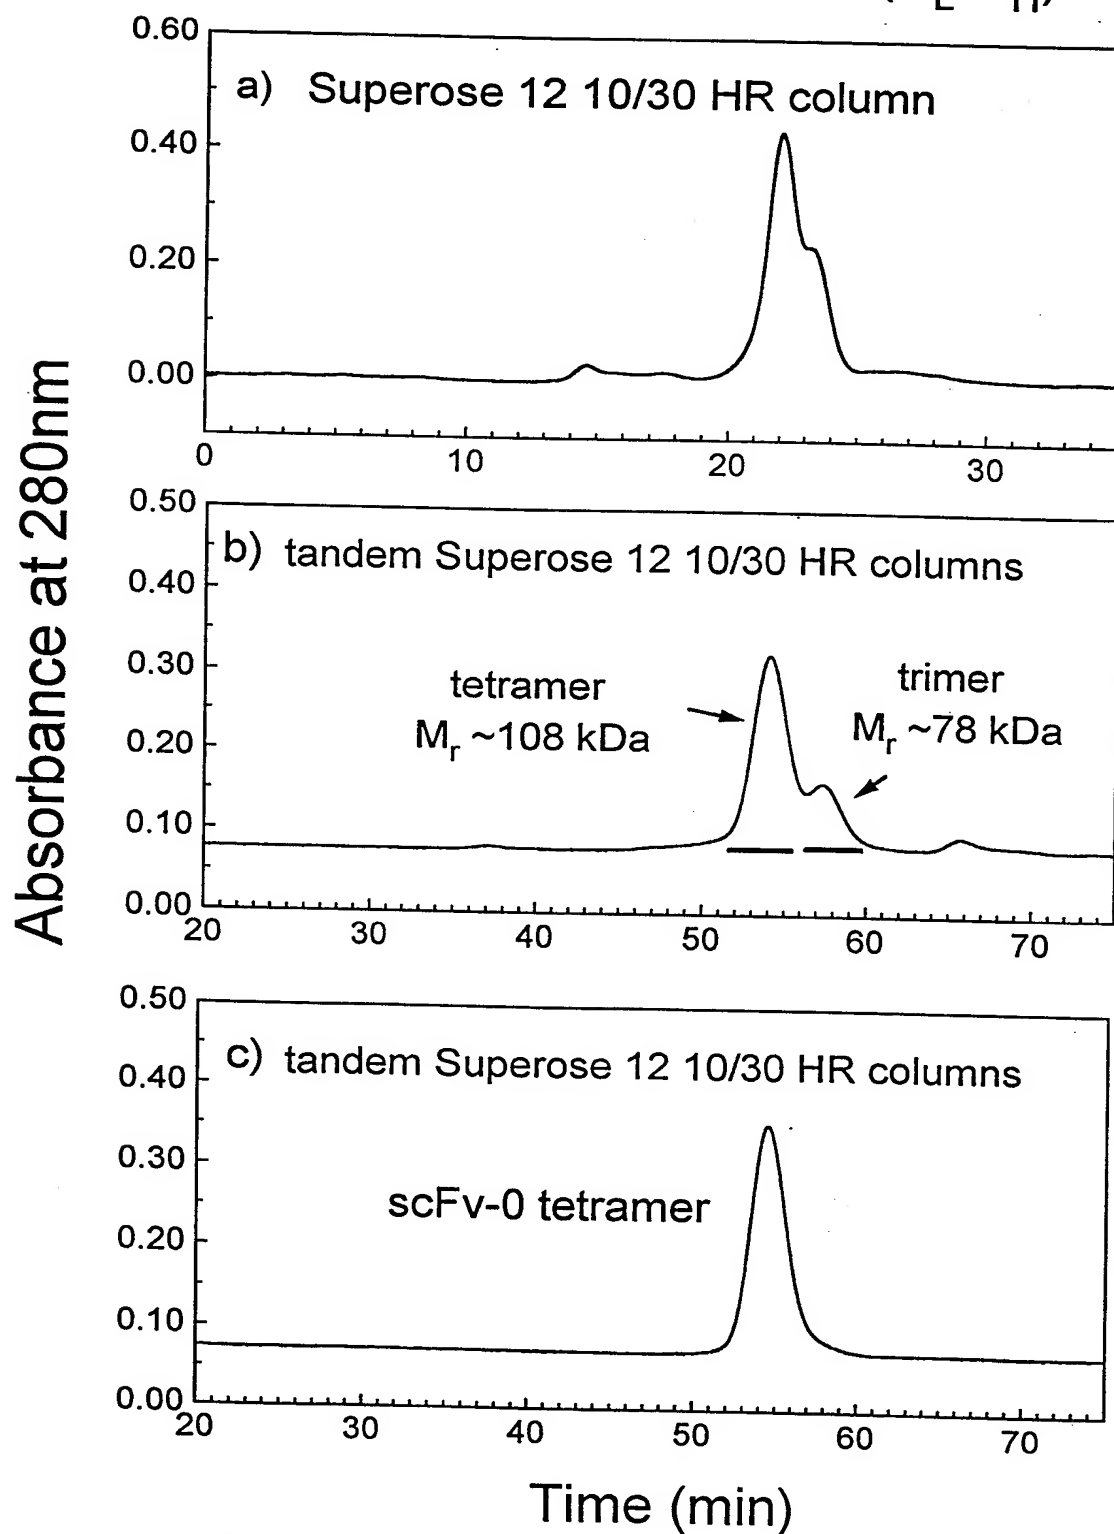 0.60
a) Superose 12 10/30 HR column
0.40
0.20
0.00
0 10 20 30
Absorbance at 280nm
0.50
b) tandem Superose 12 10/30 HR columns
0.40
0.30
tetramer
Mr ~108 kDa
trimer
Mr ~78 kDa
0.20
0.10
0.00
20 30 40 50 60 70
0.50
c) tandem Superose 12 10/30 HR columns
0.40
0.30
scFv-0 tetramer
0.20
0.10
0.00
20 30 40 50 60 70
Time (min)